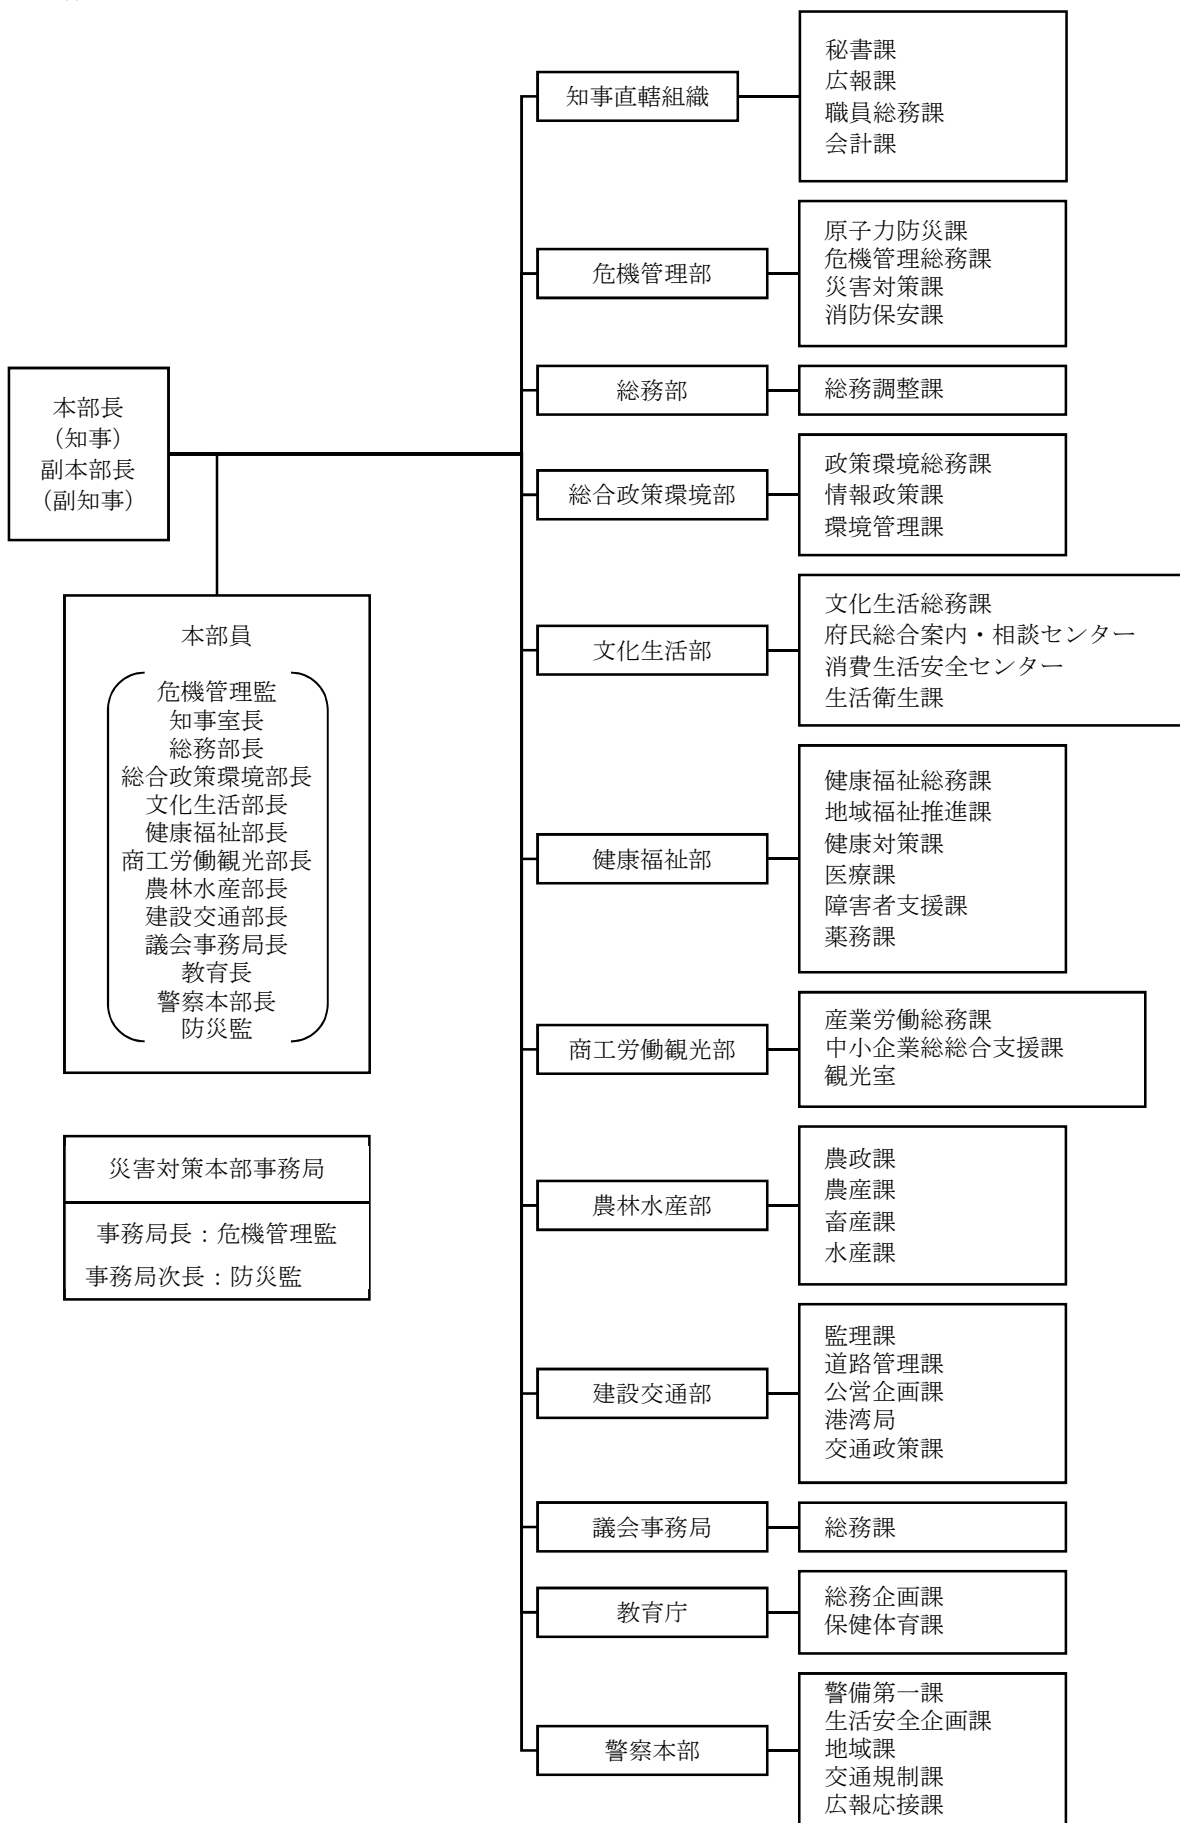 本部長
（知事）
副本部長
（副知事）
本部員
危機管理監
知事室長
総務部長
総合政策環境部長
文化生活部長
健康福祉部長
商工労働観光部長
農林水産部長
建設交通部長
議会事務局長
教育長
警察本部長
防災監
災害対策本部事務局
事務局長：危機管理監
事務局次長：防災監
知事直轄組織
秘書課
広報課
職員総務課
会計課
危機管理部
原子力防災課
危機管理総務課
災害対策課
消防保安課
総務部
総務調整課
総合政策環境部
政策環境総務課
情報政策課
環境管理課
文化生活部
文化生活総務課
府民総合案内・相談センター
消費生活安全センター
生活衛生課
健康福祉部
健康福祉総務課
地域福祉推進課
健康対策課
医療課
障害者支援課
薬務課
商工労働観光部
産業労働総務課
中小企業総総合支援課
観光室
農林水産部
農政課
農産課
畜産課
水産課
建設交通部
監理課
道路管理課
公営企画課
港湾局
交通政策課
議会事務局
総務課
教育庁
総務企画課
保健体育課
警察本部
警備第一課
生活安全企画課
地域課
交通規制課
広報応接課